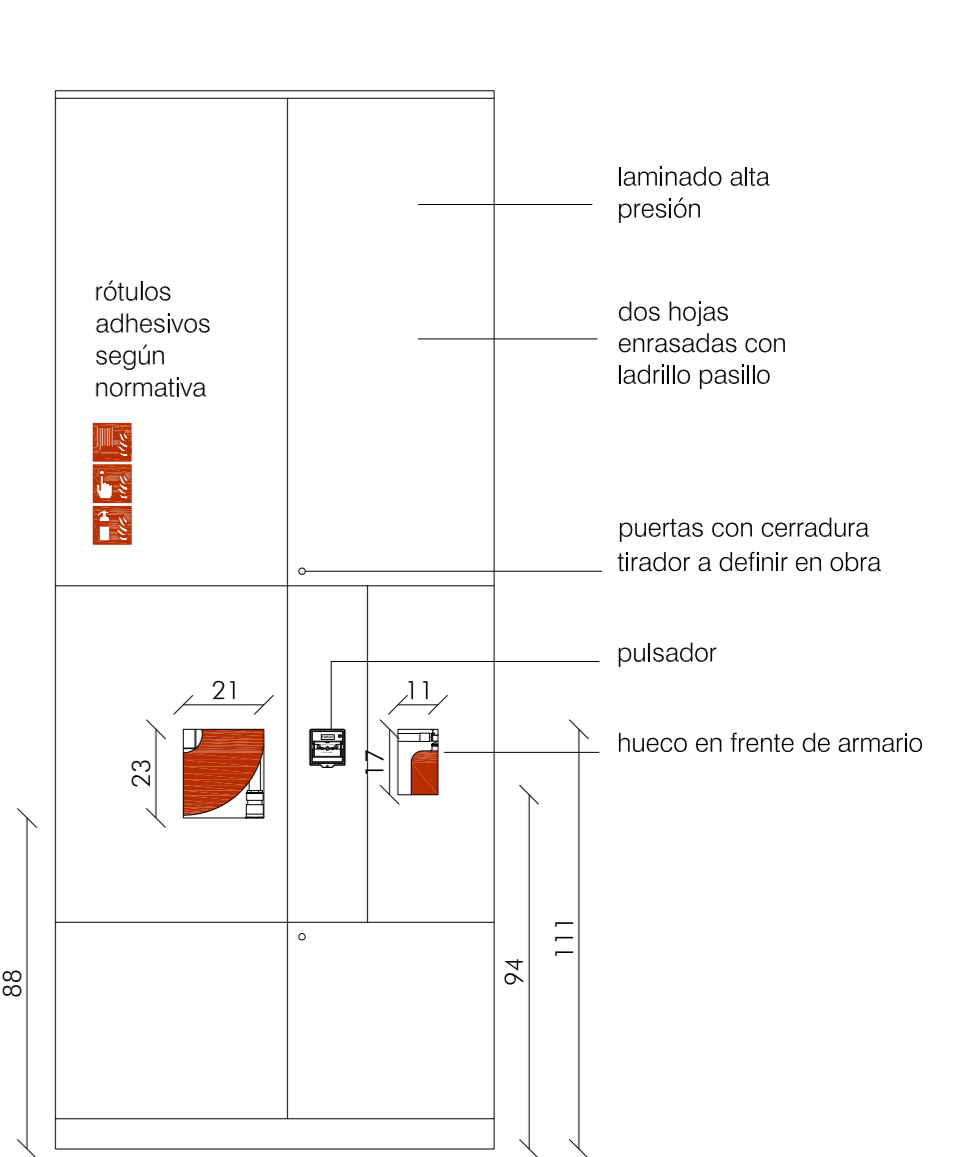 laminado alta
presión
rótulos
adhesivos
según
normativa
dos hojas
enrasadas con
ladrillo pasillo
puertas con cerradura
tirador a definir en obra
pulsador
21
11
hueco en frente de armario
23
17
88
94
111